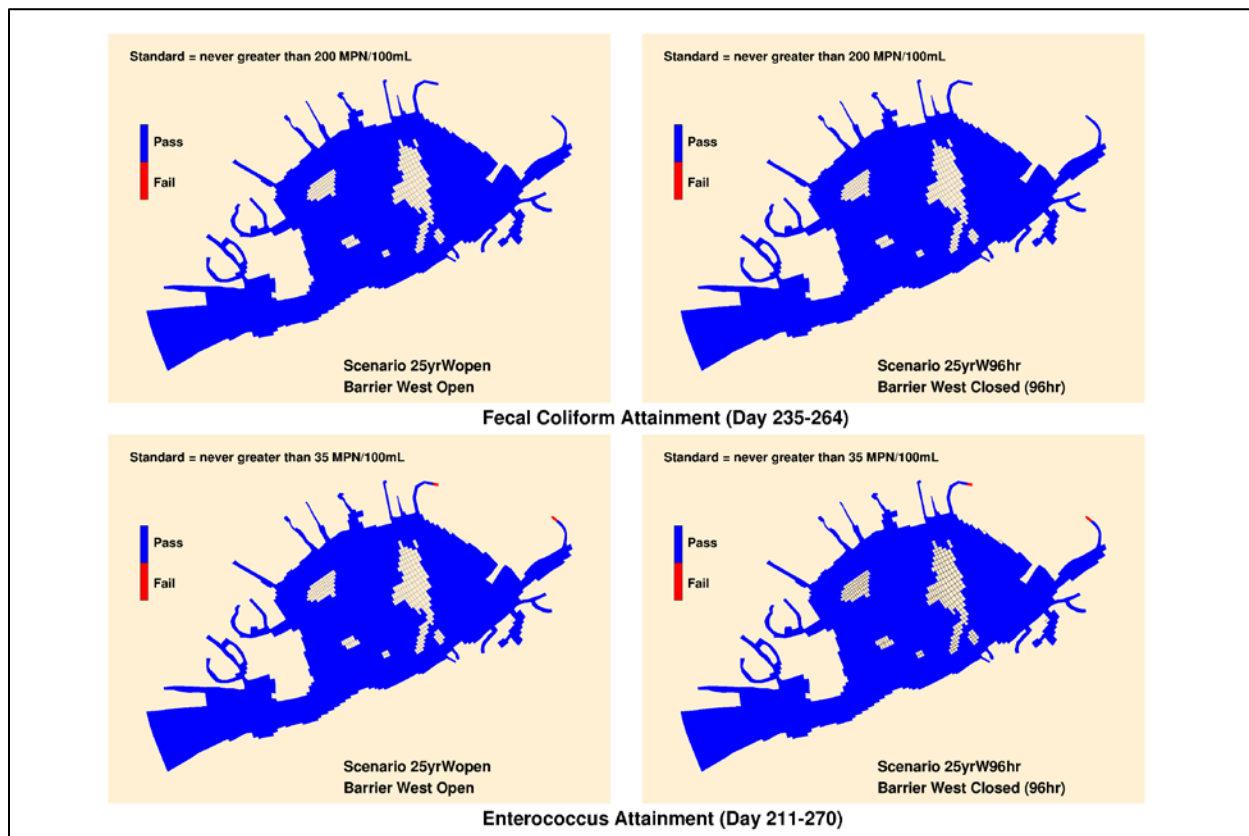 Standard = never greater than 200 MPN/100mL
Pass
Fail
Scenario 25yrWopen
Barrier West Open
Standard = never greater than 200 MPN/100mL
Pass
Fail
Scenario 25yrW96hr
Barrier West Closed (96hr)
Fecal Coliform Attainment (Day 235-264)
Standard = never greater than 35 MPN/100mL
Pass
Fail
Scenario 25yrWopen
Barrier West Open
Standard = never greater than 35 MPN/100mL
Pass
Fail
Scenario 25yrW96hr
Barrier West Closed (96hr)
Enterococcus Attainment (Day 211-270)